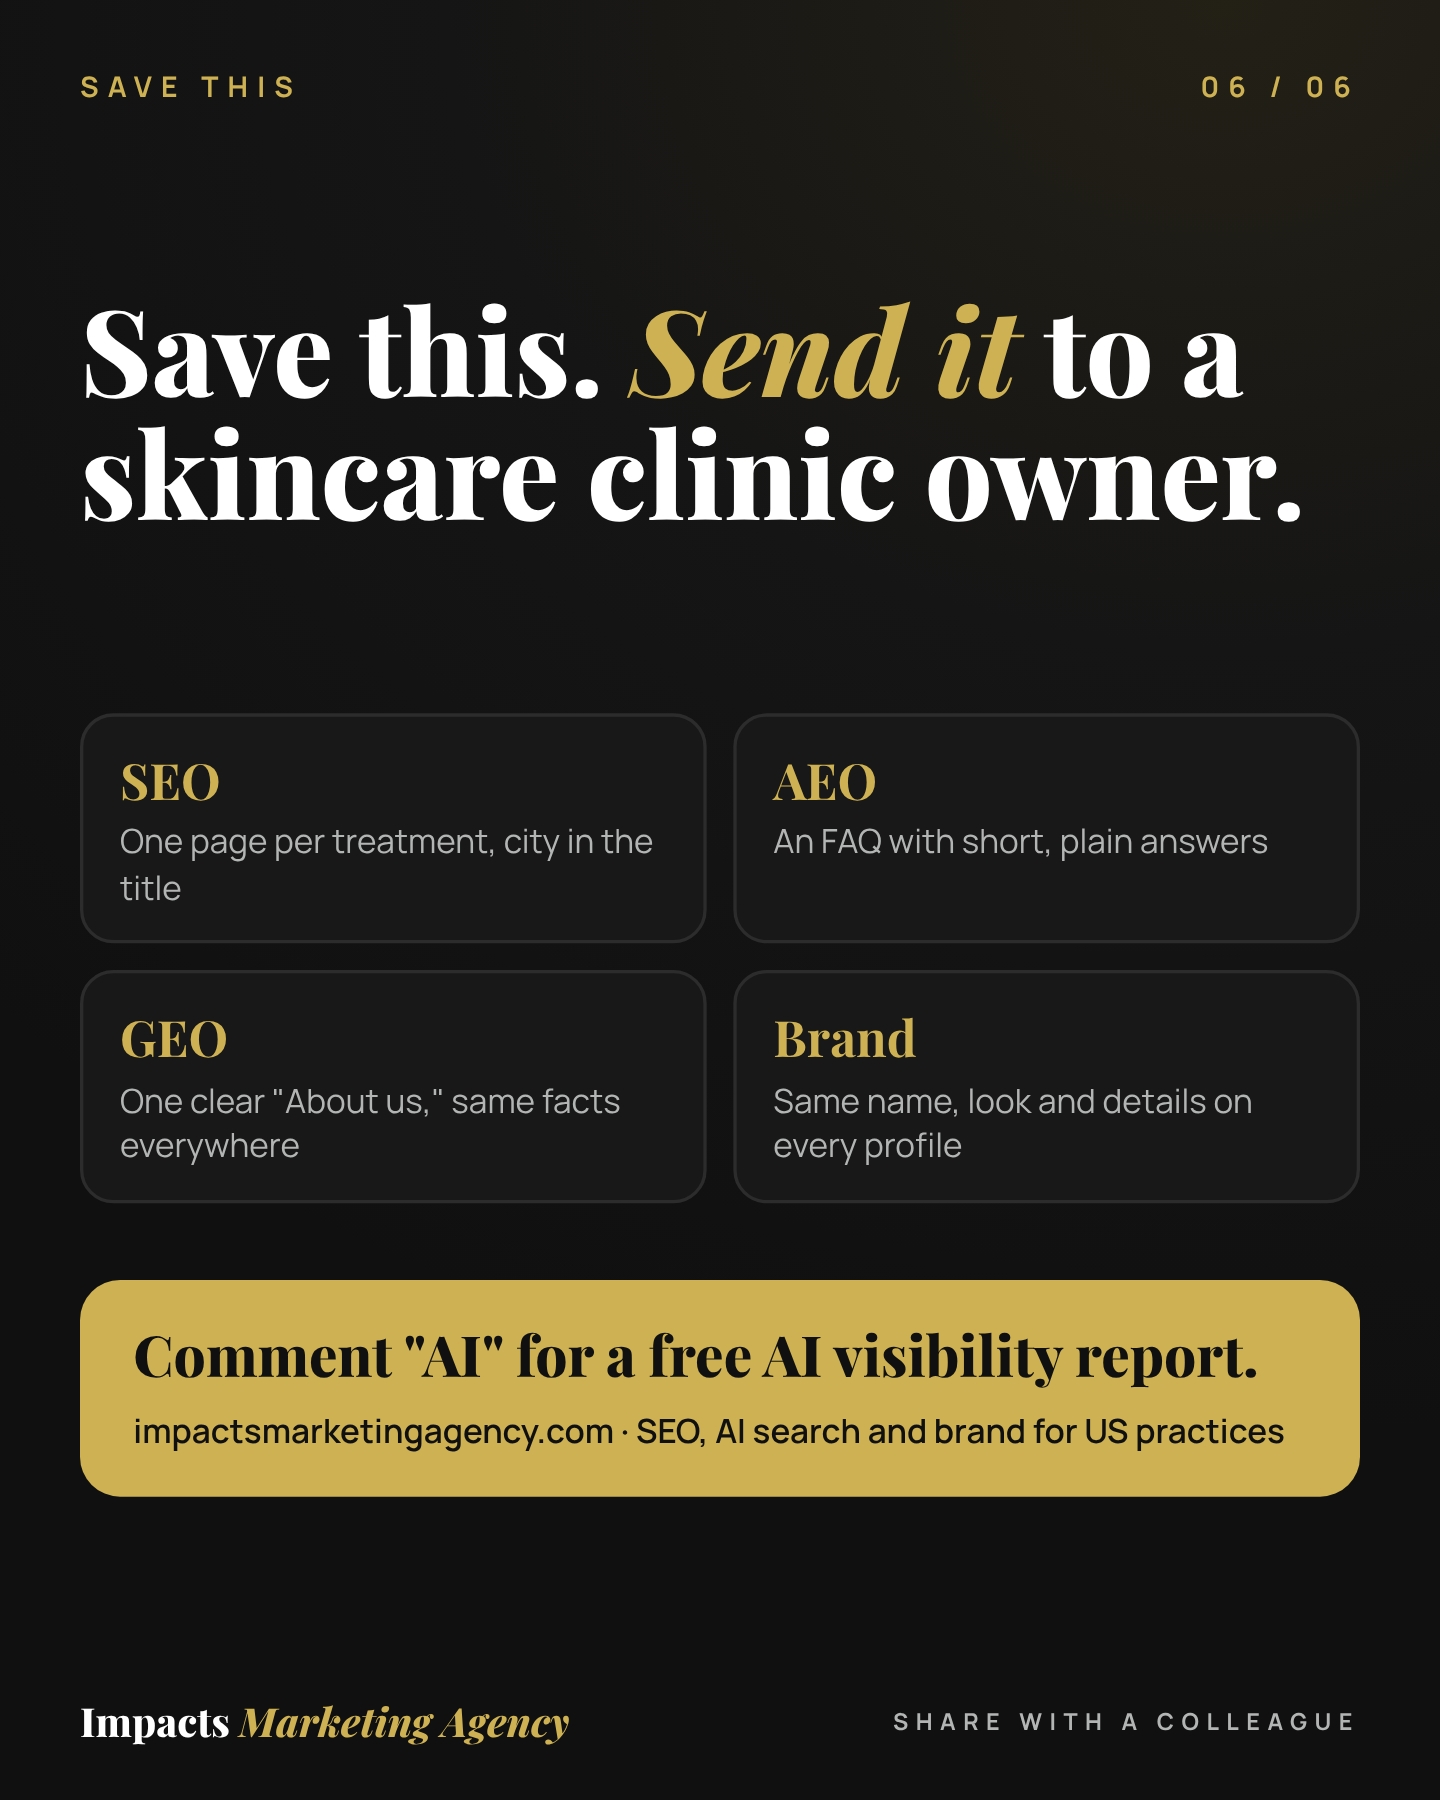 SAVE THIS
06 / 06
Save this. Send it to a
skincare clinic owner.
SEO
One page per treatment, city in the
title
AEO
An FAQ with short, plain answers
GEO
One clear "About us," same facts
everywhere
Brand
Same name, look and details on
every profile
Comment "AI" for a free AI visibility report.
impactsmarketingagency.com · SEO, AI search and brand for US practices
Impacts Marketing Agency
SHARE WITH A COLLEAGUE